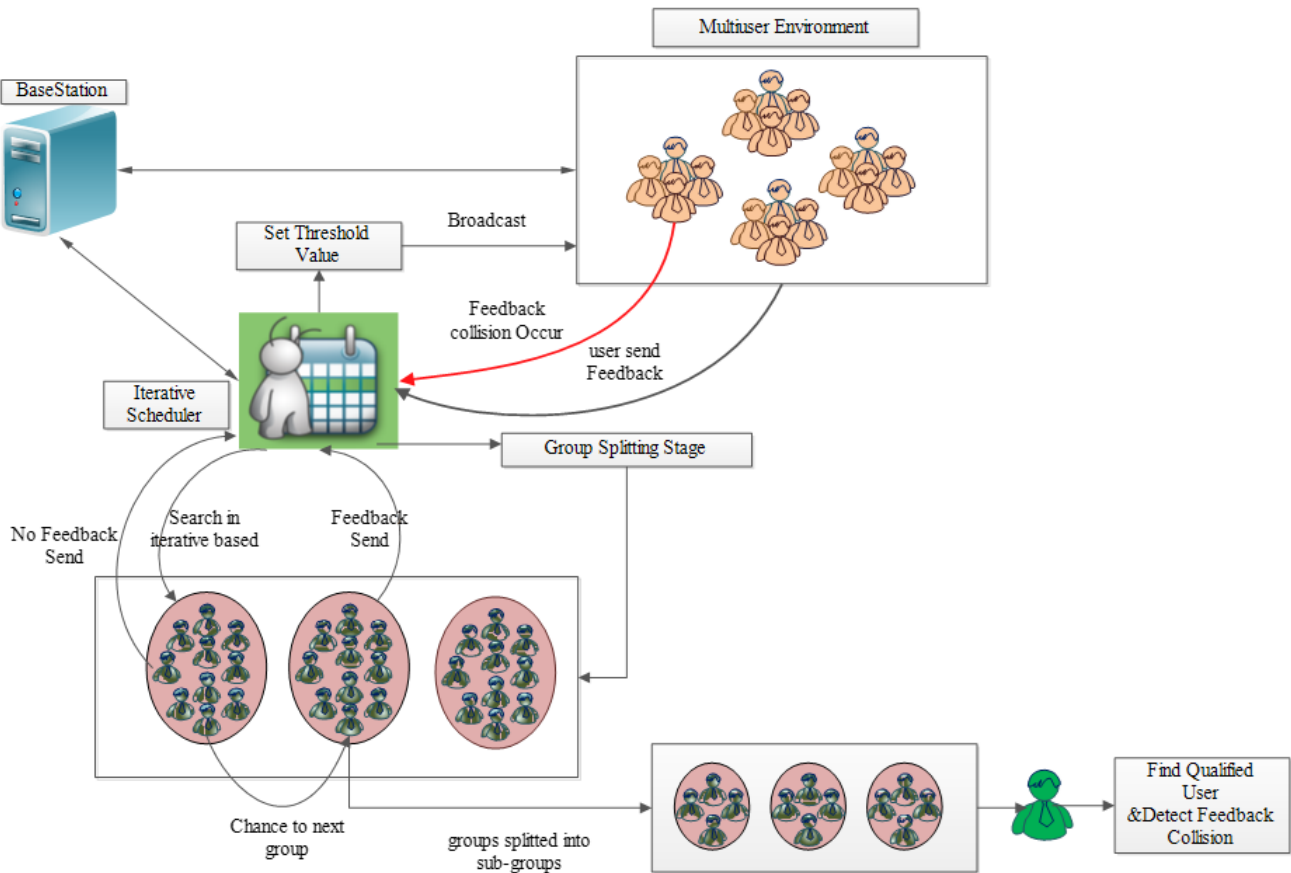 Multiuser Environment
BaseStation
Broadcast
Set Threshold
Value
Feedback
collision Occur
user send
Feedback
Iterative
Scheduler
Group Splitting Stage
No Feedback
Send
Search in
iterative based
Feedback
Send
Chance to next
group
groups splitted into
sub-groups
Find Qualified
User
&Detect Feedback
Collision